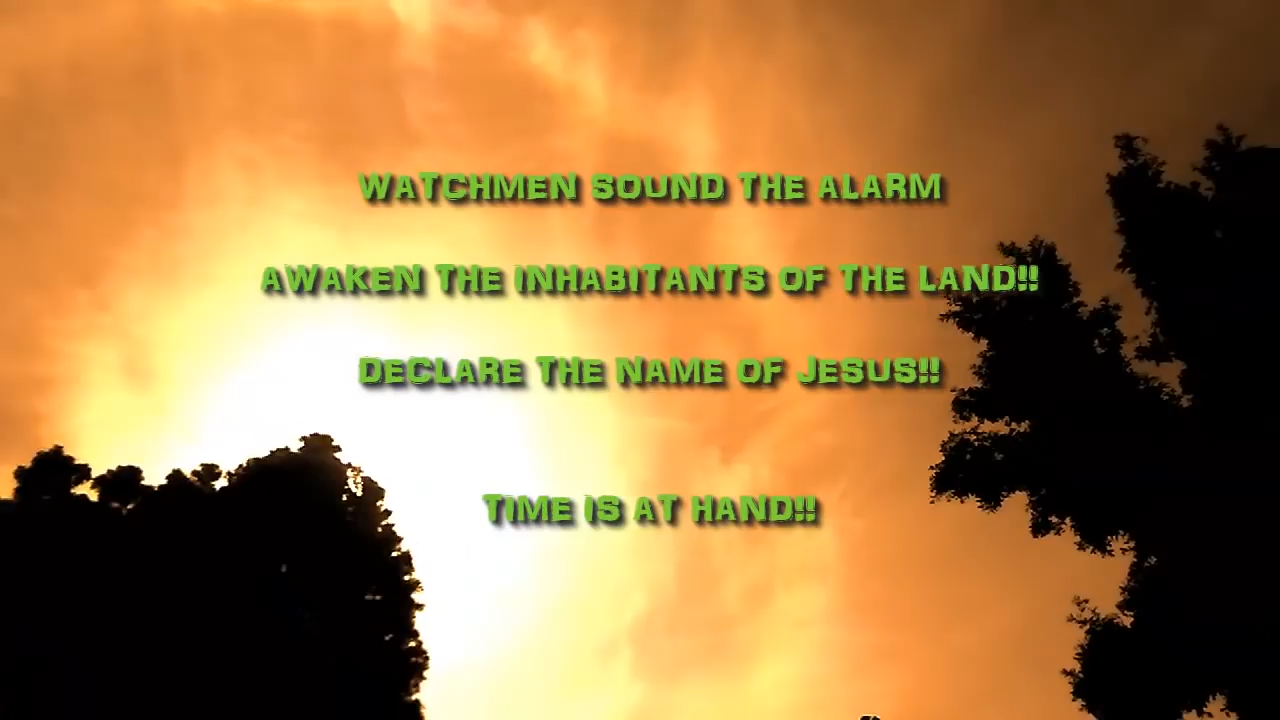 WATCHMEN SOUND THE ALARM
AWAKEN THE INHABITANTS OF THE LAND!!
DECLARE THE NAME OF JESUS!!
TIME IS AT HAND!!